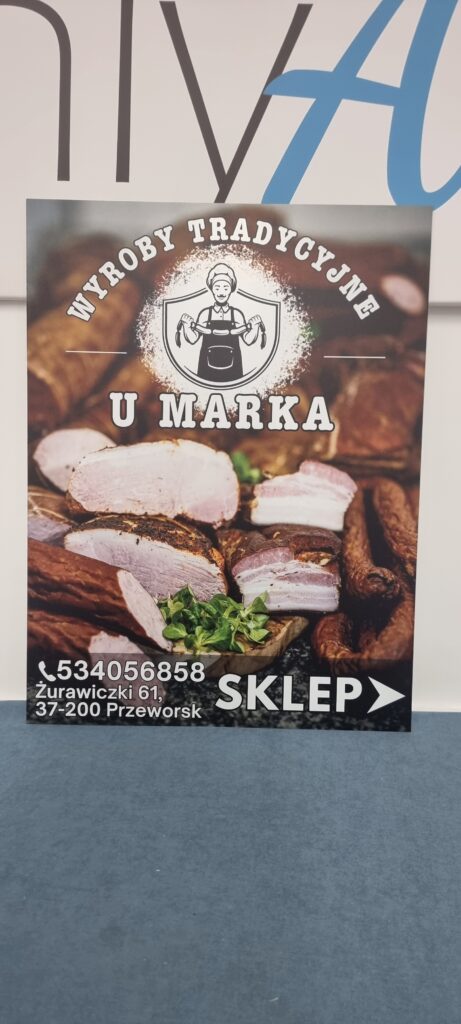 WYROBY TRADYCYJNE
U MARKA
534056858
Żurawiczki 61,
37-200 Przeworsk
SKLEP